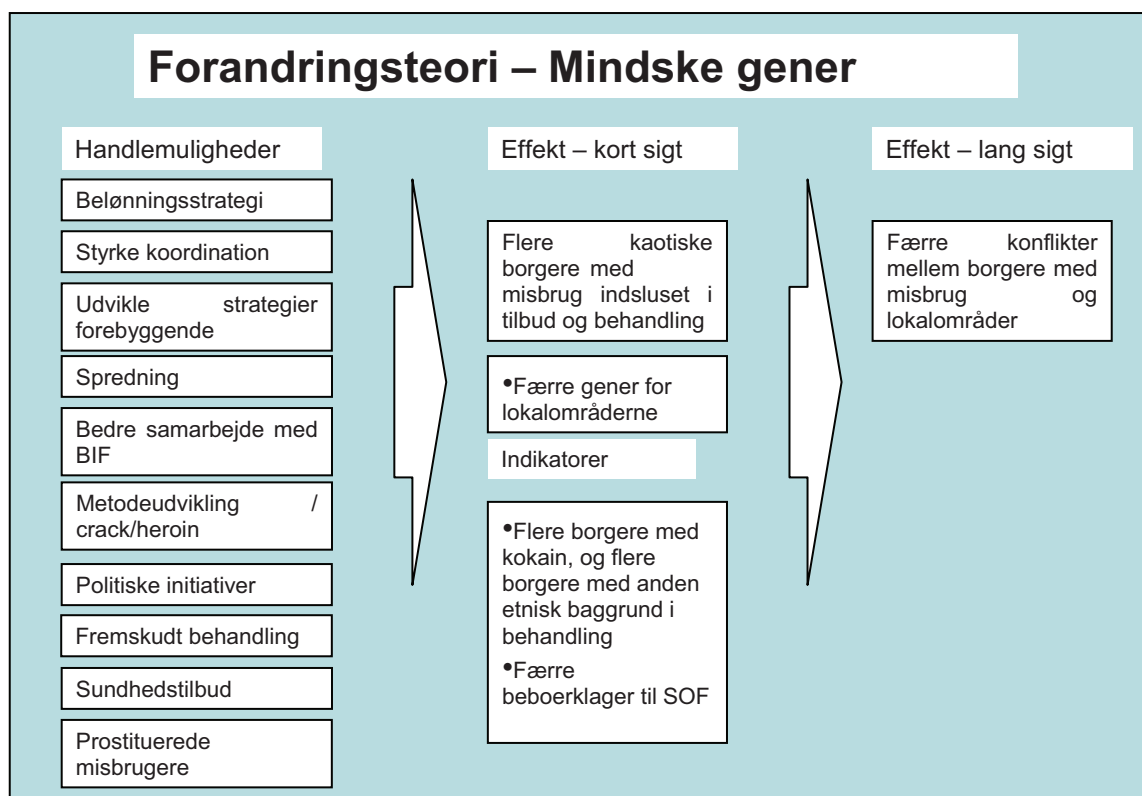 Forandringsteori – Mindske gener
Handlemuligheder
Belønningsstrategi
Styrke koordination
Udvikle strategier
forebyggende
Spredning
Bedre samarbejde med
BIF
Metodeudvikling /
crack/heroin
Politiske initiativer
Fremskudt behandling
Sundhedstilbud
Prostituerede
misbrugere
Effekt – kort sigt
Flere kaotiske
borgere med
misbrug indsluset i
tilbud og behandling
•Færre gener for
lokalområderne
Indikatorer
•Flere borgere med
kokain, og flere
borgere med anden
etnisk baggrund i
behandling
•Færre
beboerklager til SOF
Effekt – lang sigt
Færre konflikter
mellem borgere med
misbrug og
lokalområder